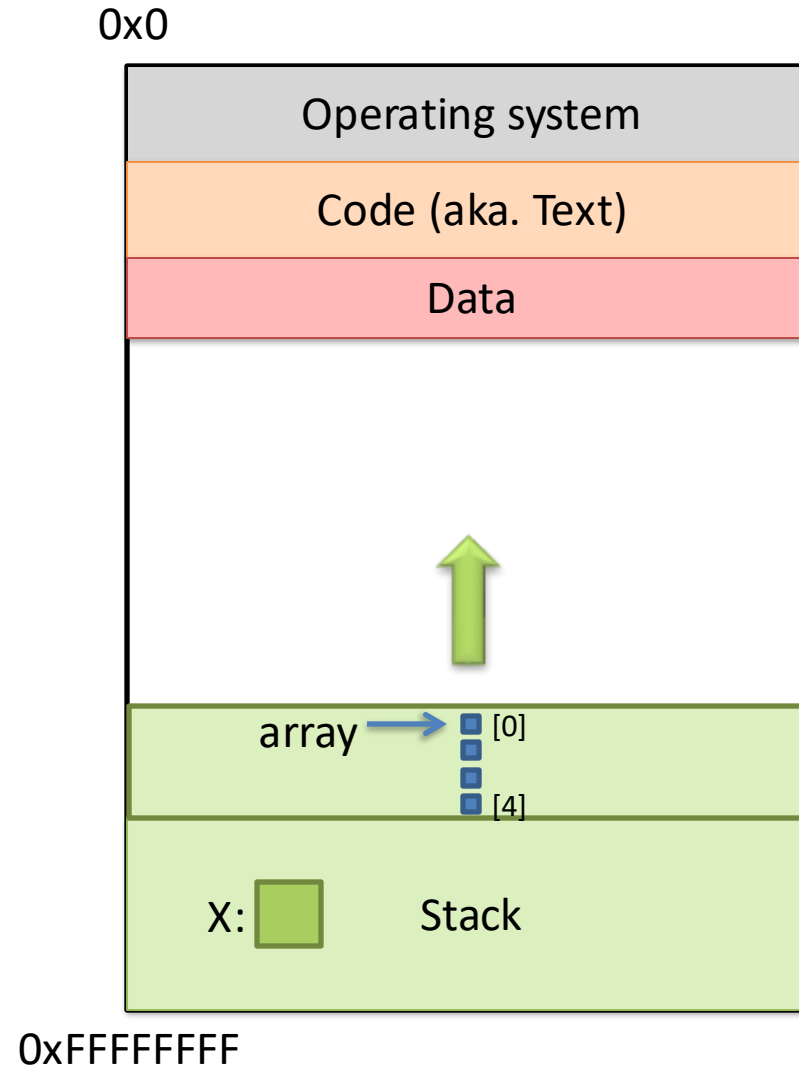 0x0
Operating system
Code (aka. Text)
Data
array
[0]
[4]
X:
Stack
0xFFFFFFFF